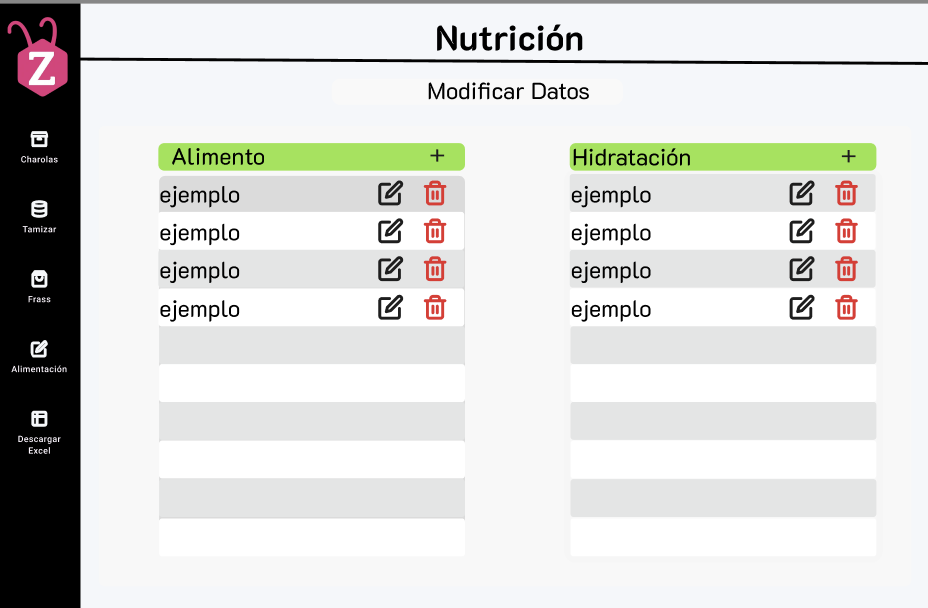 Z
Nutrición
Modificar Datos
Charolas
Tamizar
Frass
Alimentación
Descargar
Excel
Alimento +
ejemplo
ejemplo
ejemplo
ejemplo
Hidratación +
ejemplo
ejemplo
ejemplo
ejemplo